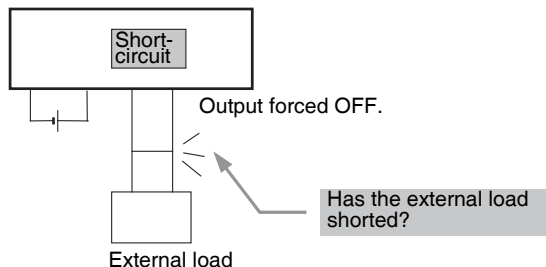 Short-
circuit
Output forced OFF.
Has the external load
shorted?
External load